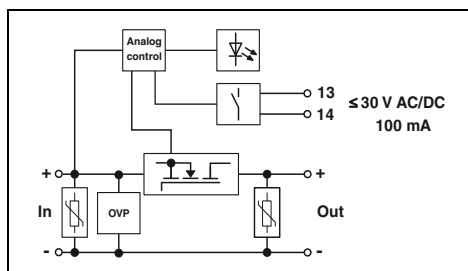 Analog
control
13
14
≤ 30 V AC/DC
100 mA
+
+
In
OVP
Out
-
-